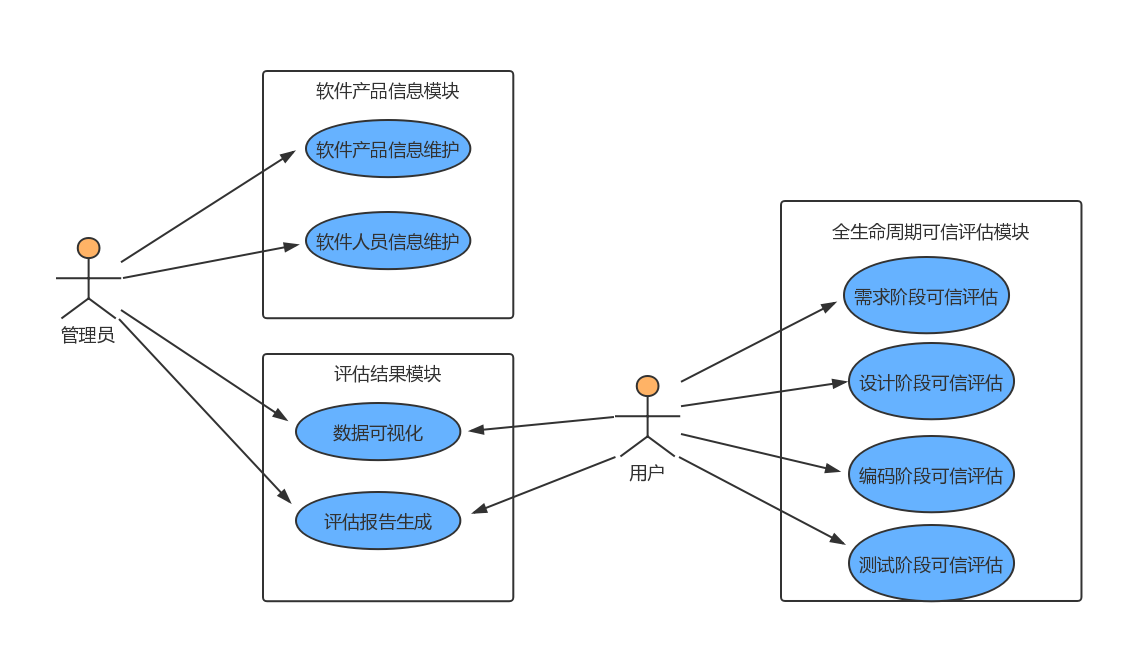 软件产品信息模块
软件产品信息维护
软件人员信息维护
管理员
评估结果模块
数据可视化
评估报告生成
用户
全生命周期可信评估模块
需求阶段可信评估
设计阶段可信评估
编码阶段可信评估
测试阶段可信评估